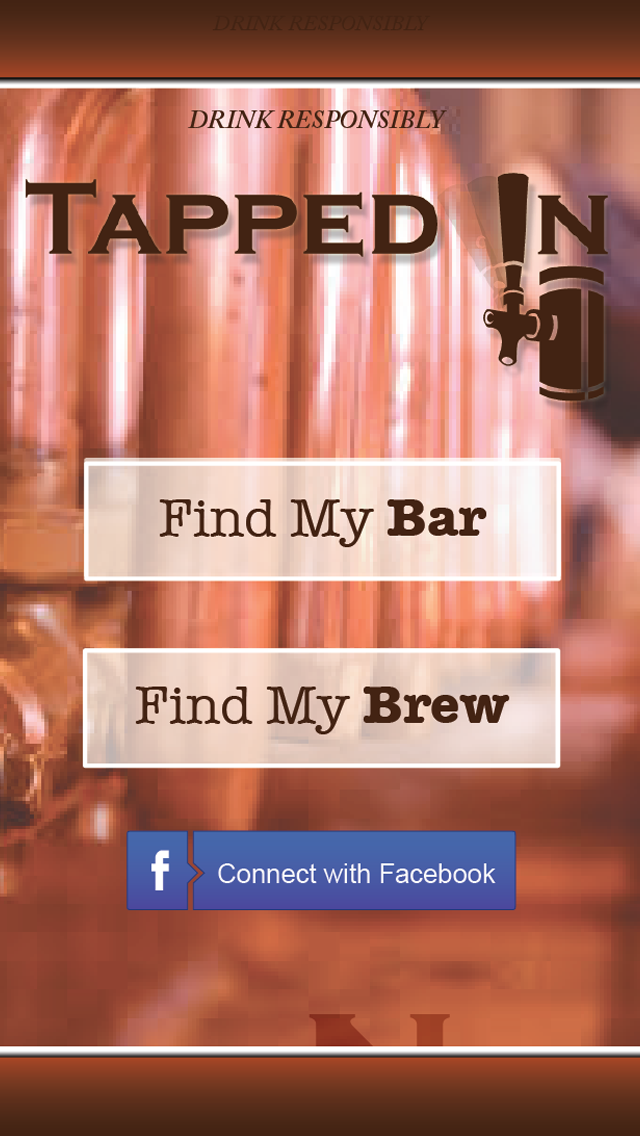 DRINK RESPONSIBLY
DRINK RESPONSIBLY
TAPPED IN
Find My Bar
Find My Brew
f Connect with Facebook
N